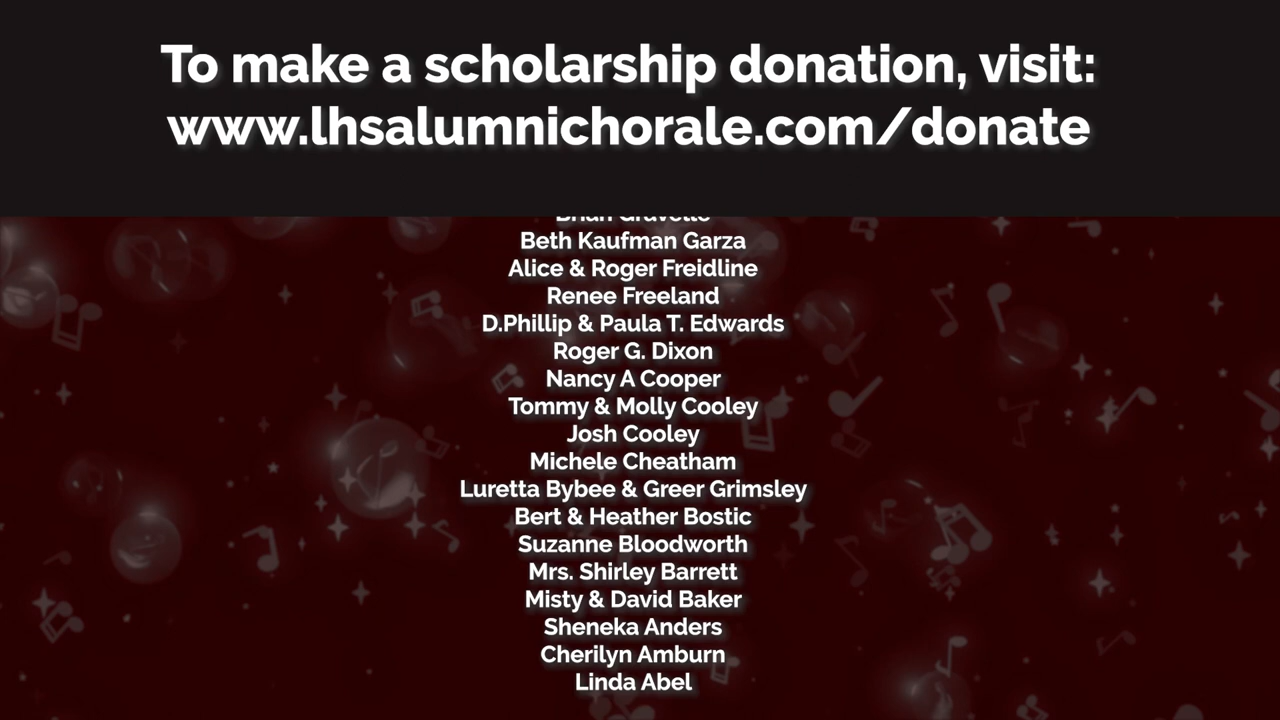 To make a scholarship donation, visit:
www.lhsalumnichorale.com/donate
Beth Kaufman Garza
Alice & Roger Freidline
Renee Freeland
D.Phillip & Paula T. Edwards
Roger G. Dixon
Nancy A Cooper
Tommy & Molly Cooley
Josh Cooley
Michele Cheatham
Luretta Bybee & Greer Grimsley
Bert & Heather Bostic
Suzanne Bloodworth
Mrs. Shirley Barrett
Misty & David Baker
Sheneka Anders
Cherilyn Amburn
Linda Abel